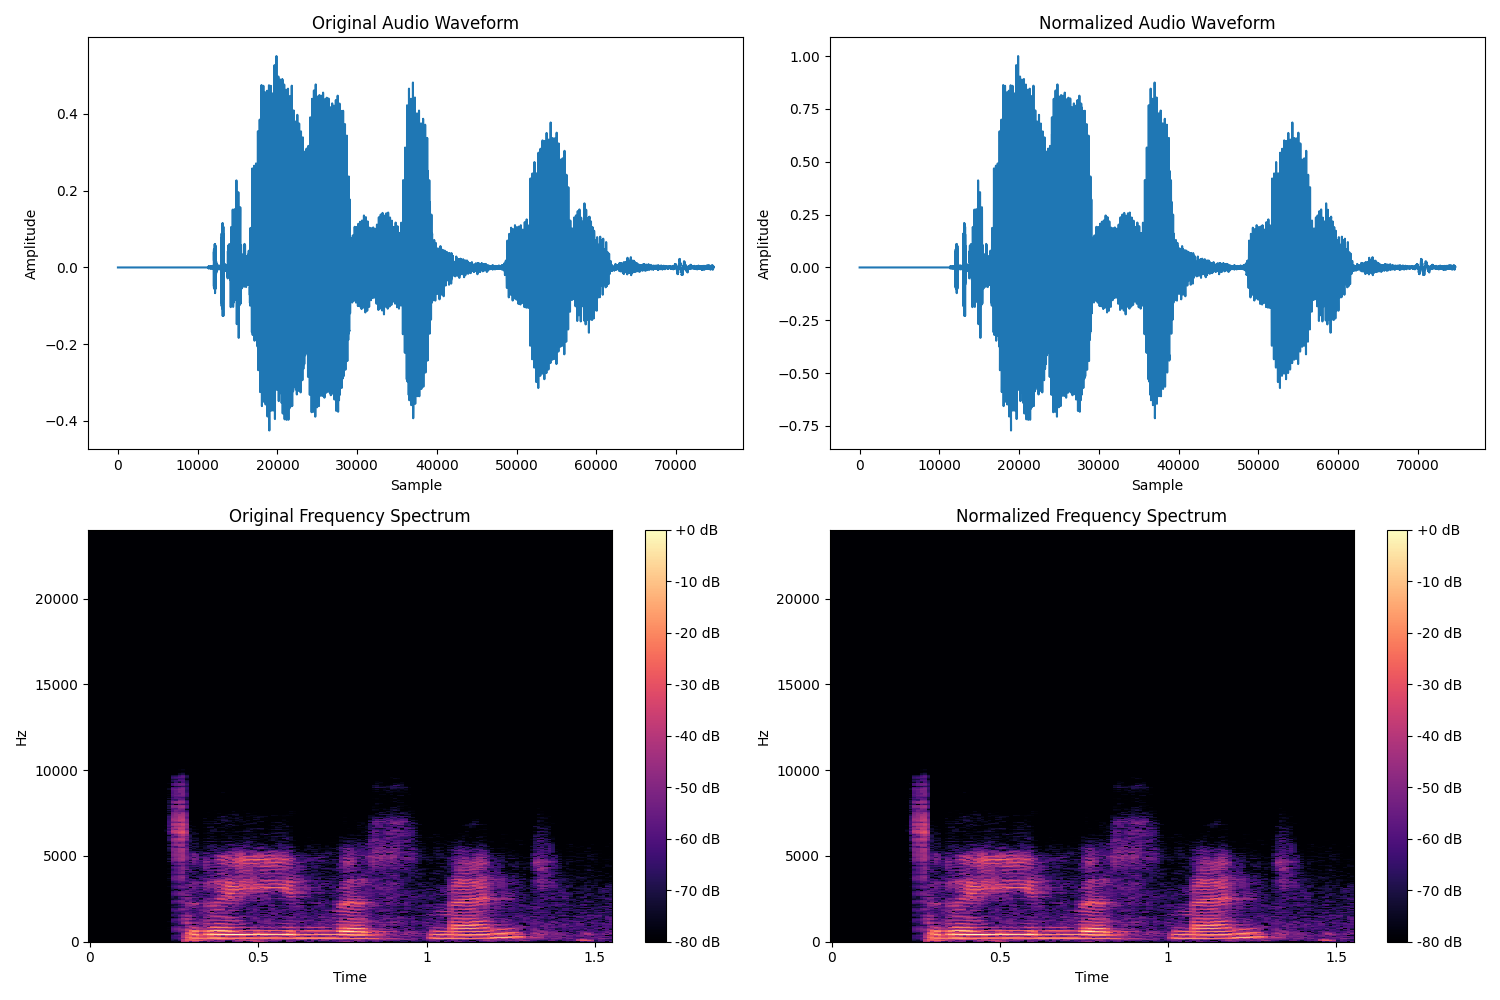 Original Audio Waveform
Normalized Audio Waveform
Amplitude
0.4
0.2
0.0
−0.2
−0.4
0 10000 20000 30000 40000 50000 60000 70000
Sample
Amplitude
1.00
0.75
0.50
0.25
0.00
−0.25
−0.50
−0.75
0 10000 20000 30000 40000 50000 60000 70000
Sample
Original Frequency Spectrum
Hz
20000
15000
10000
5000
0
0 0.5 1 1.5
Time
+0 dB
-10 dB
-20 dB
-30 dB
-40 dB
-50 dB
-60 dB
-70 dB
-80 dB
Normalized Frequency Spectrum
Hz
20000
15000
10000
5000
0
0 0.5 1 1.5
Time
+0 dB
-10 dB
-20 dB
-30 dB
-40 dB
-50 dB
-60 dB
-70 dB
-80 dB